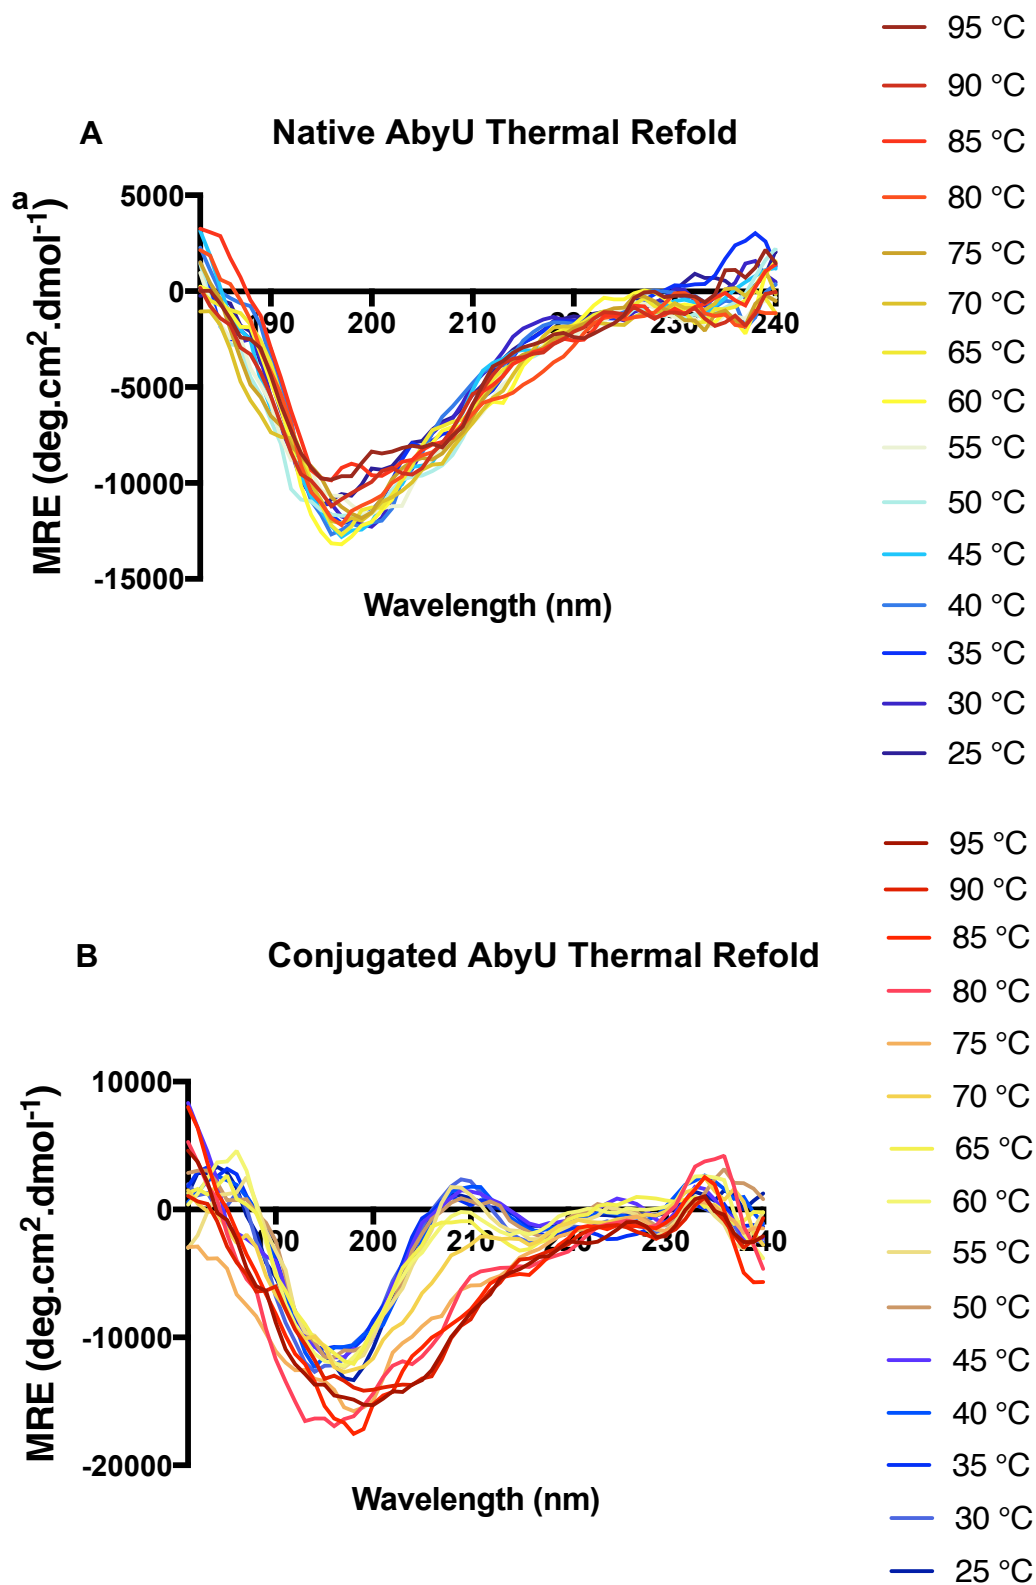 A
Native AbyU Thermal Refold
a
MRE (deg.cm2.dmol-1)
5000
0
-5000
-10000
-15000
200
210
230
240
Wavelength (nm)
95 °C
90 °C
85 °C
80 °C
75 °C
70 °C
65 °C
60 °C
55 °C
50 °C
45 °C
40 °C
35 °C
30 °C
25 °C
B
Conjugated AbyU Thermal Refold
MRE (deg.cm2.dmol-1)
10000
0
-10000
-20000
200
210
230
240
Wavelength (nm)
95 °C
90 °C
85 °C
80 °C
75 °C
70 °C
65 °C
60 °C
55 °C
50 °C
45 °C
40 °C
35 °C
30 °C
25 °C